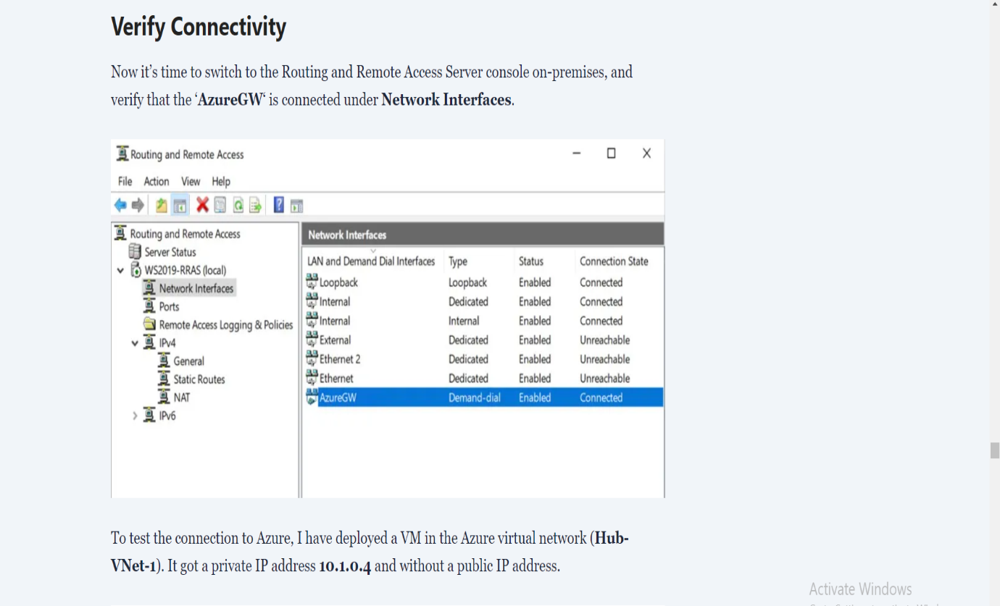 Verify Connectivity
Now it’s time to switch to the Routing and Remote Access Server console on-premises, and
verify that the ‘AzureGW‘ is connected under Network Interfaces.
Routing and Remote Access
File Action View Help
Routing and Remote Access
Server Status
WS2019-RRAS (local)
Network Interfaces
Ports
Remote Access Logging & Policies
IPv4
General
Static Routes
NAT
IPv6
Network Interfaces
LAN and Demand Dial Interfaces Type Status Connection State
Loopback Loopback Enabled Connected
Internal Dedicated Enabled Connected
Internal Internal Enabled Connected
External Dedicated Enabled Unreachable
Ethernet 2 Dedicated Enabled Unreachable
Ethernet Dedicated Enabled Unreachable
AzureGW Demand-dial Enabled Connected
To test the connection to Azure, I have deployed a VM in the Azure virtual network (Hub-
VNet-1). It got a private IP address 10.1.0.4 and without a public IP address.
Activate Windows